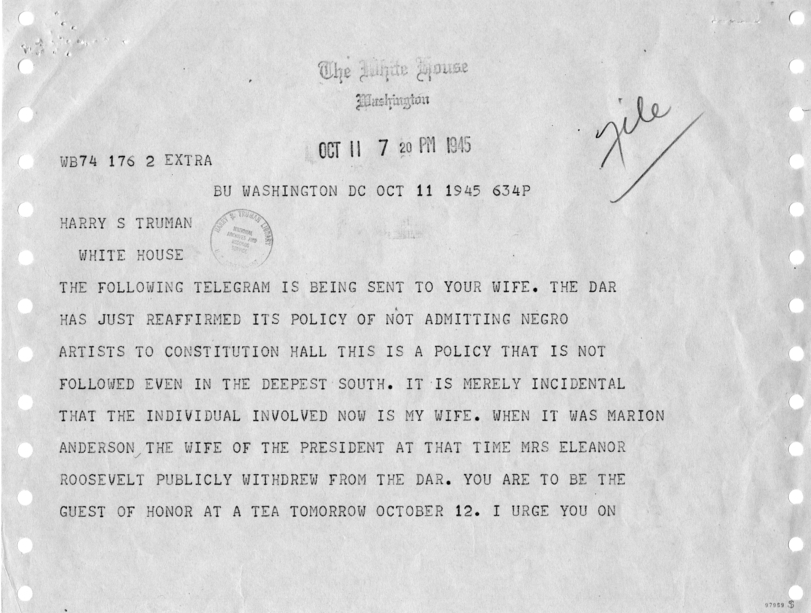 The White House
Washington
OCT 11 7 20 PM 1945
File
WB74 176 2 EXTRA
BU WASHINGTON DC OCT 11 1945 634P
HARRY S TRUMAN
WHITE HOUSE
THE FOLLOWING TELEGRAM IS BEING SENT TO YOUR WIFE. THE DAR
HAS JUST REAFFIRMED ITS POLICY OF NOT ADMITTING NEGRO
ARTISTS TO CONSTITUTION HALL THIS IS A POLICY THAT IS NOT
FOLLOWED EVEN IN THE DEEPEST SOUTH. IT IS MERELY INCIDENTAL
THAT THE INDIVIDUAL INVOLVED NOW IS MY WIFE. WHEN IT WAS MARION
ANDERSON THE WIFE OF THE PRESIDENT AT THAT TIME MRS ELEANOR
ROOSEVELT PUBLICLY WITHDREW FROM THE DAR. YOU ARE TO BE THE
GUEST OF HONOR AT A TEA TOMORROW OCTOBER 12. I URGE YOU ON